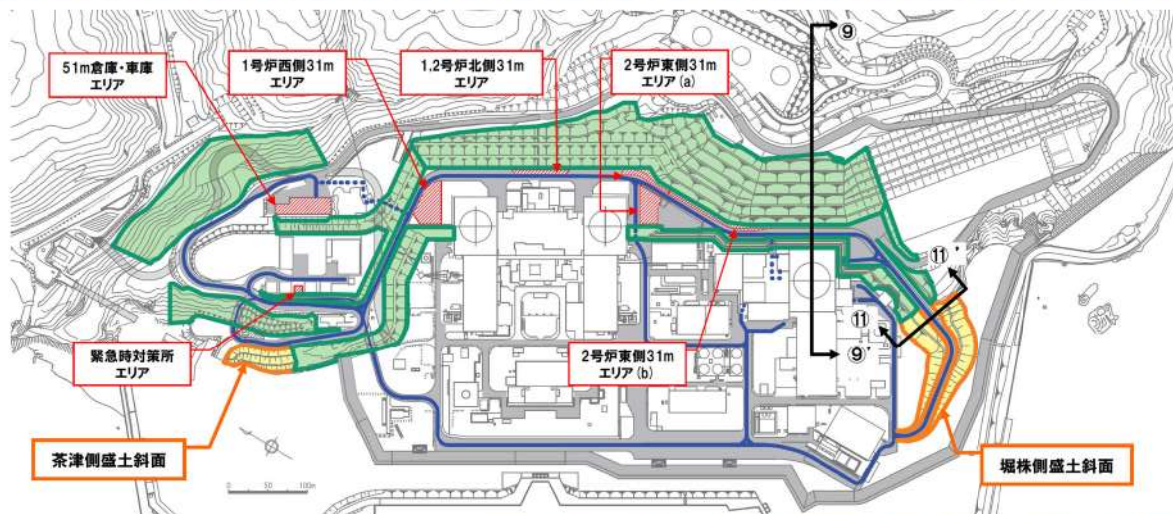 51m倉庫・車庫
エリア
1号炉西側31m
エリア
1,2号炉北側31m
エリア
2号炉東側31m
エリア(a)
⑨
⑪'
⑪
⑨'
緊急時対策所
エリア
2号炉東側31m
エリア(b)
茶津側盛土斜面
堀株側盛土斜面
0 50 100m